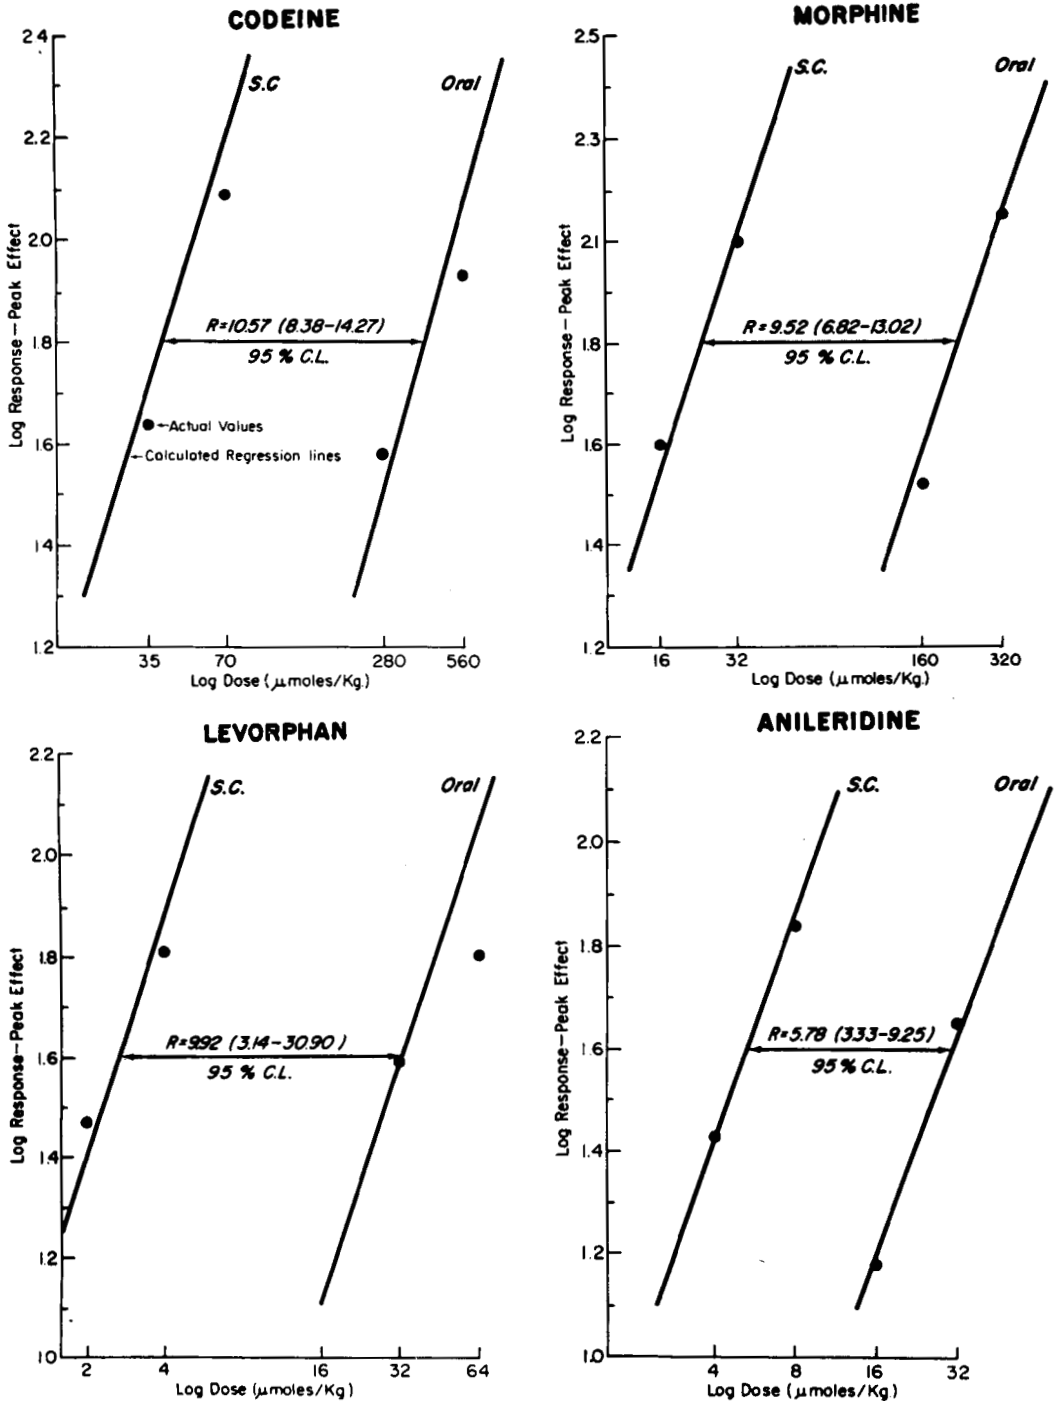 CODEINE
2.4
2.2
2.0
1.8
1.6
1.4
1.2
Log Response—Peak Effect
S.C
Oral
R=10.57 (8.38-14.27)
95 % C.L.
←Actual Values
←Calculated Regression lines
35 70 280 560
Log Dose (μmoles/Kg.)
MORPHINE
2.5
2.3
2.1
1.8
1.6
1.4
1.2
Log Response—Peak Effect
S.C.
Oral
R=9.52 (6.82-13.02)
95 % C.L.
16 32 160 320
Log Dose (μmoles/Kg.)
LEVORPHAN
2.2
2.0
1.8
1.6
1.4
1.2
1.0
Log Response—Peak Effect
S.C.
Oral
R=9.92 (3.14-30.90)
95 % C.L.
2 4 16 32 64
Log Dose (μmoles/Kg)
ANILERIDINE
2.2
2.0
1.8
1.6
1.4
1.2
1.0
Log Response—Peak Effect
S.C.
Oral
R=5.78 (3.33-9.25)
95 % C.L.
4 8 16 32
Log Dose (μmoles/Kg.)